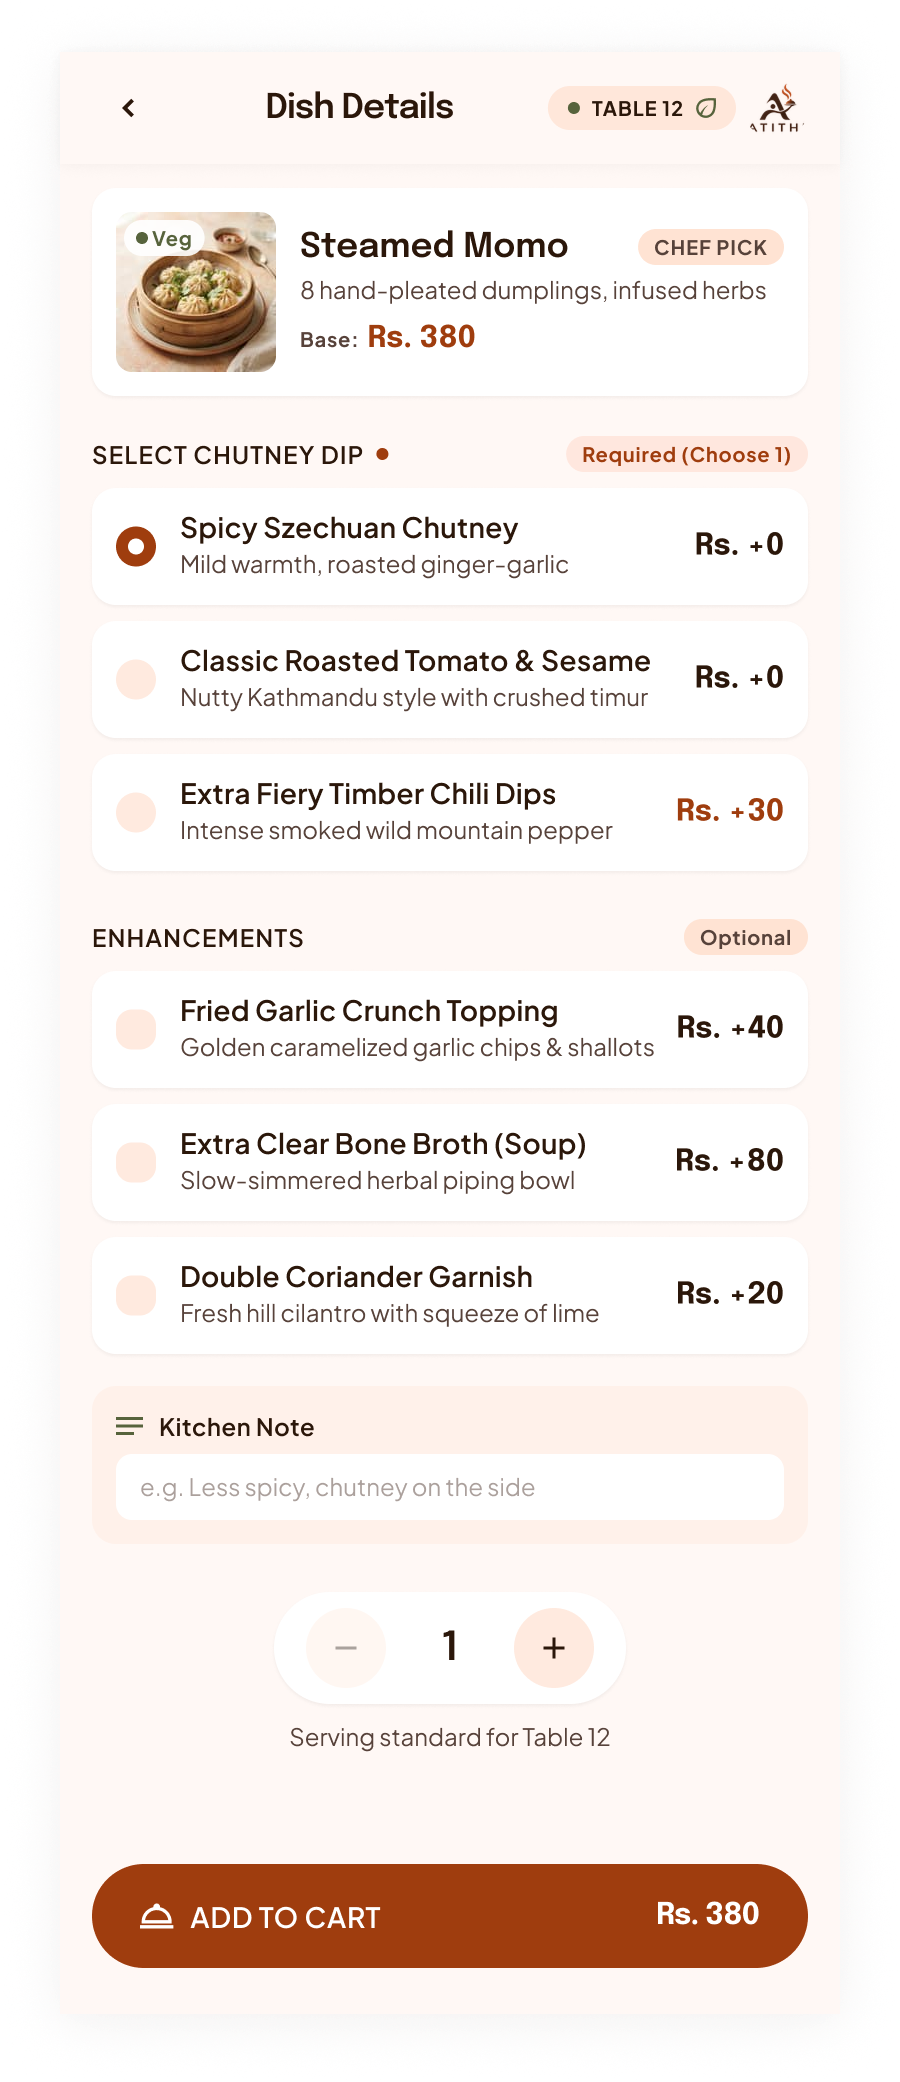 Dish Details
TABLE 12
ATITH
Veg
Steamed Momo
CHEF PICK
8 hand-pleated dumplings, infused herbs
Base: Rs. 380
SELECT CHUTNEY DIP
Required (Choose 1)
Spicy Szechuan Chutney
Mild warmth, roasted ginger-garlic
Rs. +0
Classic Roasted Tomato & Sesame
Nutty Kathmandu style with crushed timur
Rs. +0
Extra Fiery Timber Chili Dips
Intense smoked wild mountain pepper
Rs. +30
ENHANCEMENTS
Optional
Fried Garlic Crunch Topping
Golden caramelized garlic chips & shallots
Rs. +40
Extra Clear Bone Broth (Soup)
Slow-simmered herbal piping bowl
Rs. +80
Double Coriander Garnish
Fresh hill cilantro with squeeze of lime
Rs. +20
Kitchen Note
e.g. Less spicy, chutney on the side
− 1 +
Serving standard for Table 12
ADD TO CART
Rs. 380